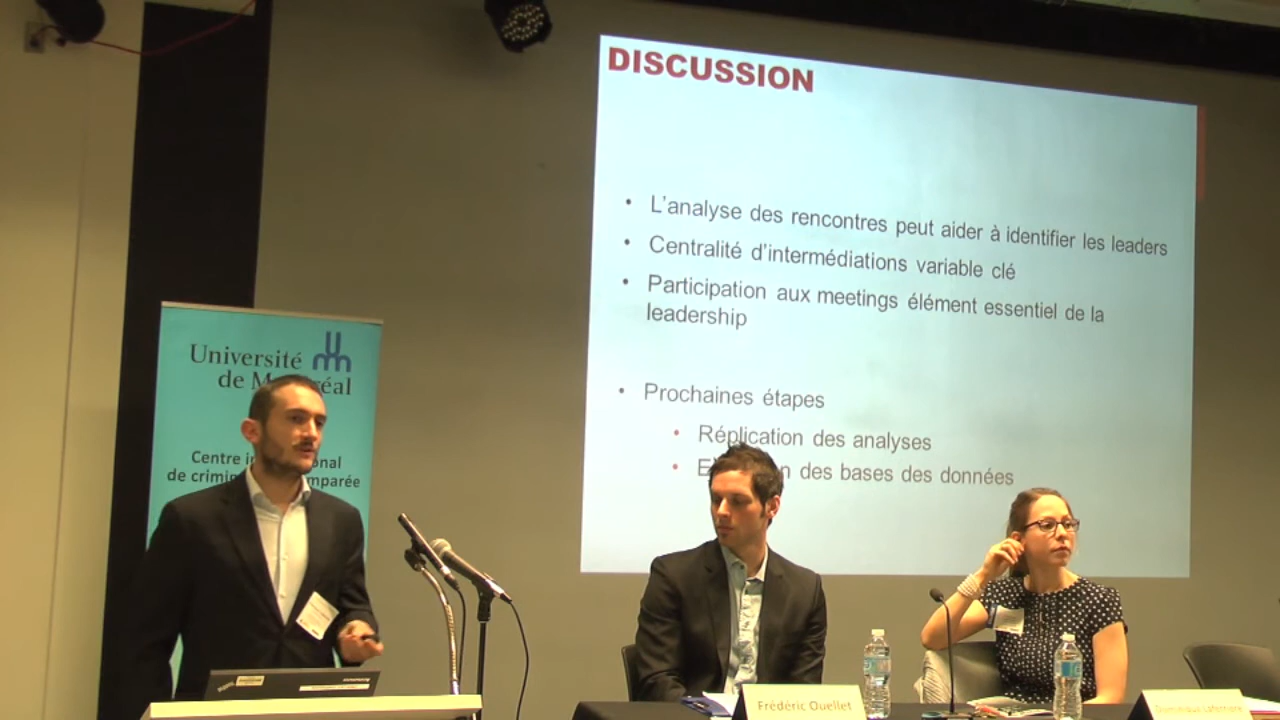 DISCUSSION
• L'analyse des rencontres peut aider à identifier les leaders
• Centralité d'intermédiations variable clé
• Participation aux meetings élément essentiel de la
leadership
• Prochaines étapes
• Réplication des analyses
• des bases des données
Université
de
Centre
de
Frédéric Ouellet